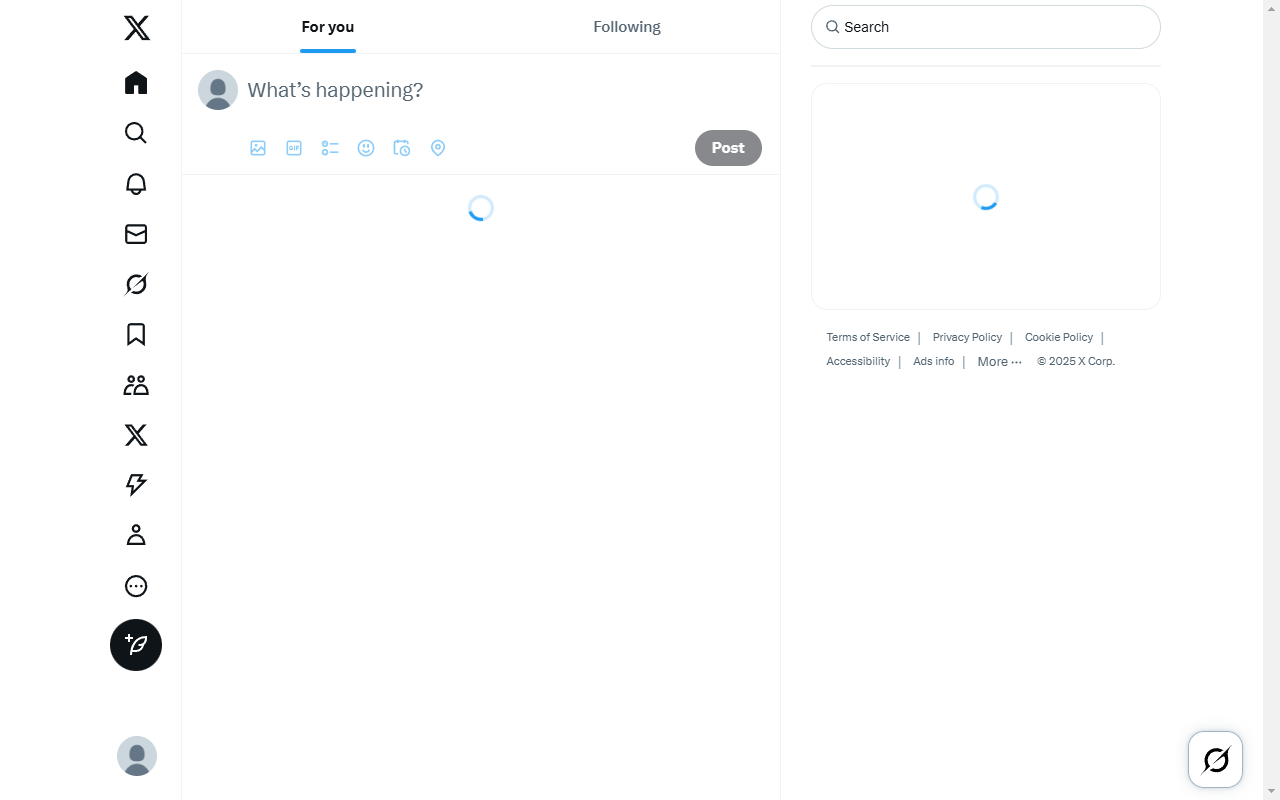 For you
Following
What's happening?
GIF
Post
Search
Terms of Service | Privacy Policy | Cookie Policy |
Accessibility | Ads info | More ··· © 2025 X Corp.